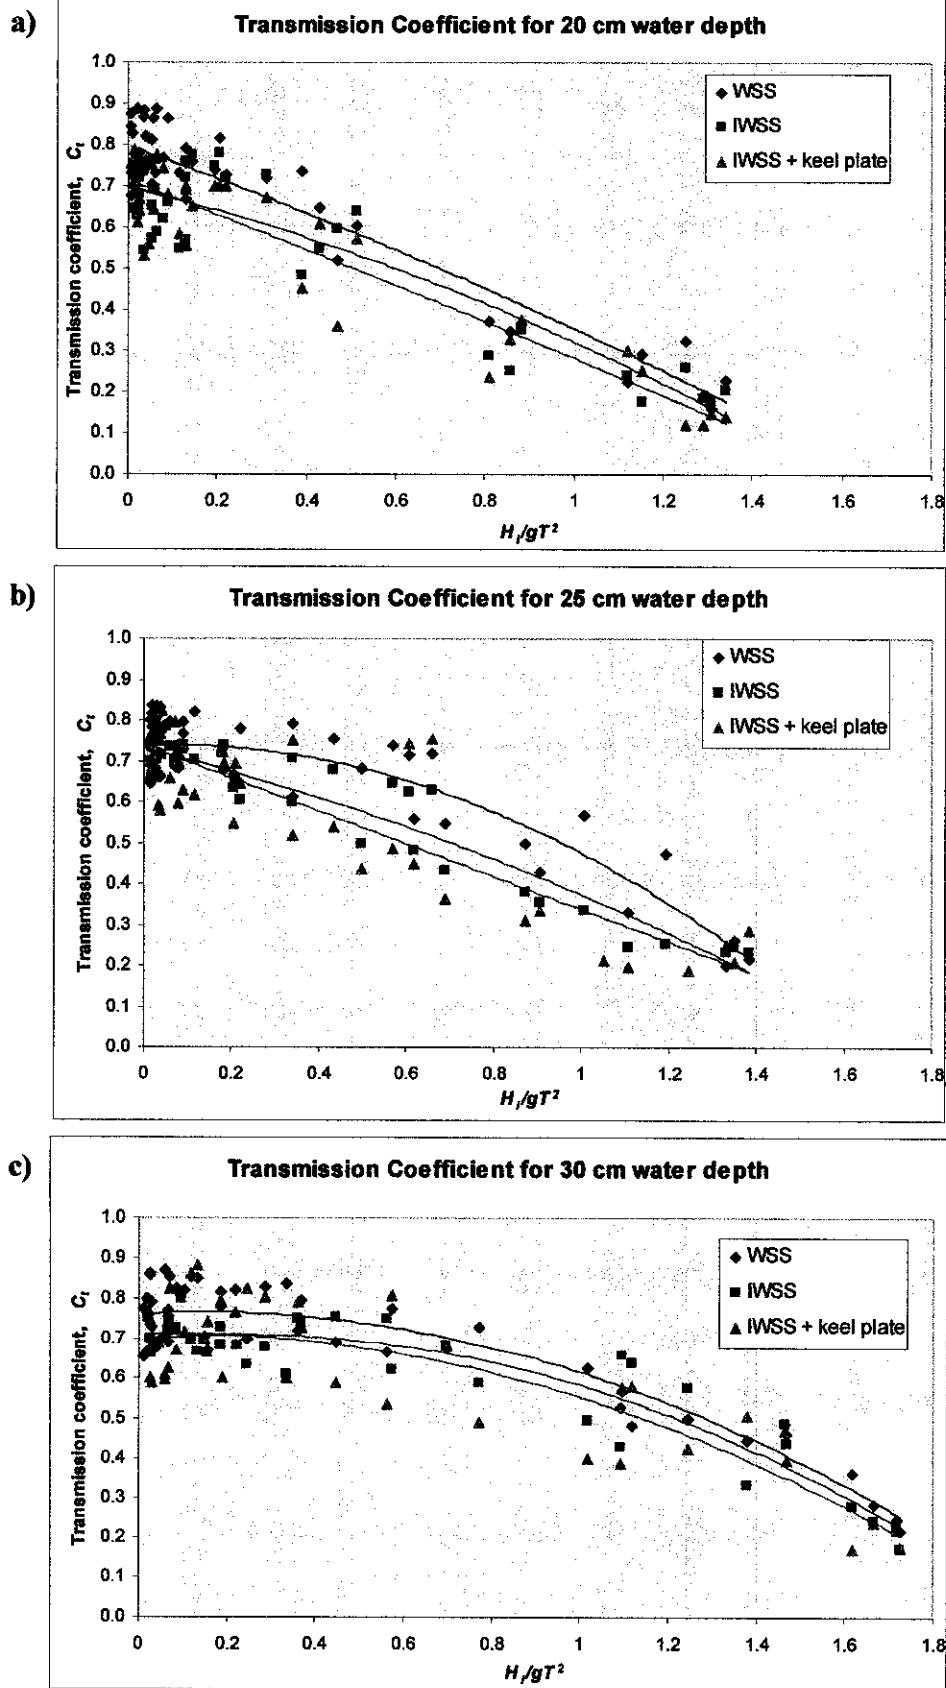 a)
Transmission Coefficient for 20 cm water depth
Transmission coefficient, Cₜ
1.0
0.9
0.8
0.7
0.6
0.5
0.4
0.3
0.2
0.1
0.0
0 0.2 0.4 0.6 0.8 1 1.2 1.4 1.6 1.8
Hᵢ/gT²
WSS
IWSS
IWSS + keel plate
b)
Transmission Coefficient for 25 cm water depth
Transmission coefficient, Cₜ
1.0
0.9
0.8
0.7
0.6
0.5
0.4
0.3
0.2
0.1
0.0
0 0.2 0.4 0.6 0.8 1 1.2 1.4 1.6 1.8
Hᵢ/gT²
WSS
IWSS
IWSS + keel plate
c)
Transmission Coefficient for 30 cm water depth
Transmission coefficient, Cₜ
1.0
0.9
0.8
0.7
0.6
0.5
0.4
0.3
0.2
0.1
0.0
0 0.2 0.4 0.6 0.8 1 1.2 1.4 1.6 1.8
Hᵢ/gT²
WSS
IWSS
IWSS + keel plate